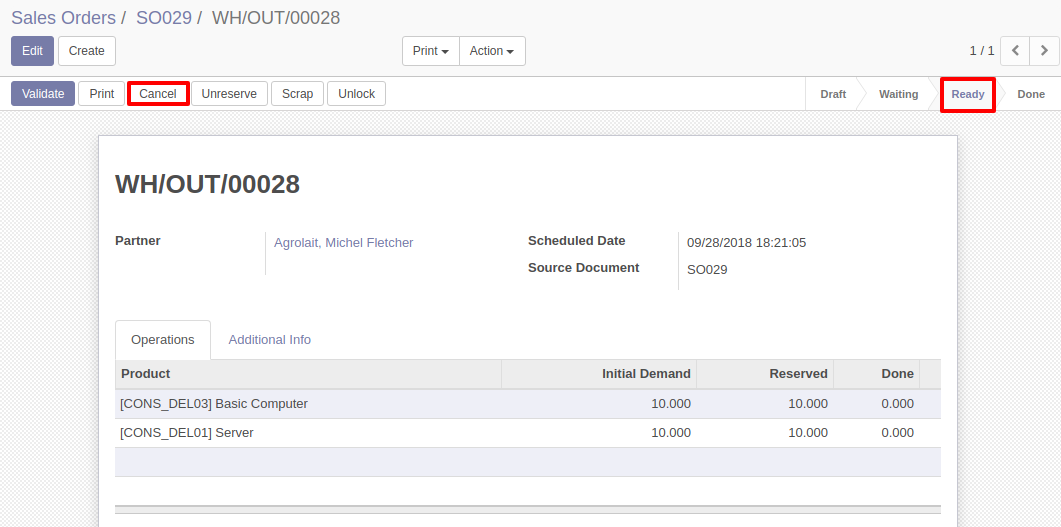 Sales Orders / SO029 / WH/OUT/00028
Edit Create Print Action 1 / 1
Validate Print Cancel Unreserve Scrap Unlock Draft Waiting Ready Done
WH/OUT/00028
Partner Agrolait, Michel Fletcher Scheduled Date 09/28/2018 18:21:05
Source Document SO029
Operations Additional Info
Product Initial Demand Reserved Done
[CONS_DEL03] Basic Computer 10.000 10.000 0.000
[CONS_DEL01] Server 10.000 10.000 0.000